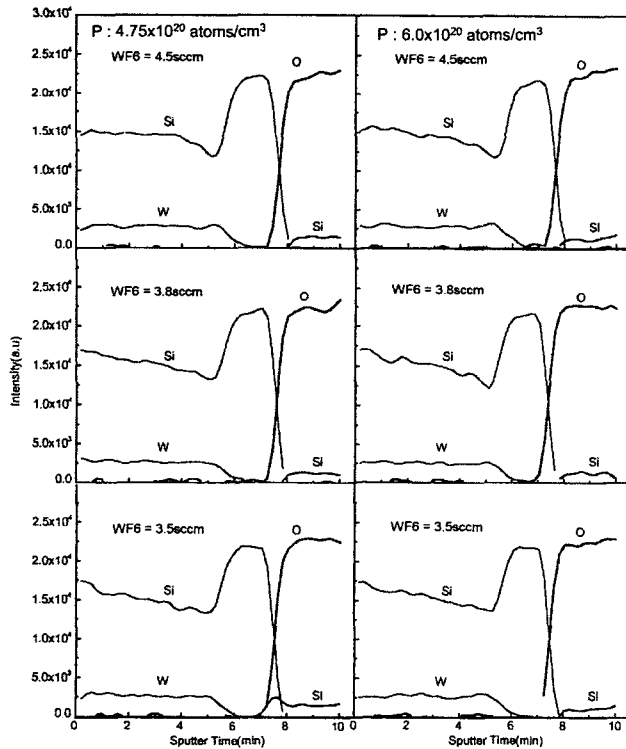 P : 4.75x10²⁰ atoms/cm³
P : 6.0x10²⁰ atoms/cm³
3.0x10⁴
2.5x10⁴
2.0x10⁴
1.5x10⁴
1.0x10⁴
5.0x10³
0.0
WF6 = 4.5sccm
O
Si
W
Si
WF6 = 4.5sccm
O
Si
W
Si
Intensity(a.u)
2.5x10⁴
2.0x10⁴
1.5x10⁴
1.0x10⁴
5.0x10³
0.0
WF6 = 3.8sccm
O
Si
W
Si
WF6 = 3.8sccm
O
Si
W
Si
2.5x10⁴
2.0x10⁴
1.5x10⁴
1.0x10⁴
5.0x10³
0.0
WF6 = 3.5sccm
O
Si
W
Si
WF6 = 3.5sccm
O
Si
W
Si
0 2 4 6 8 10
0 2 4 6 8 10
Sputter Time(min)
Sputter Time(min)